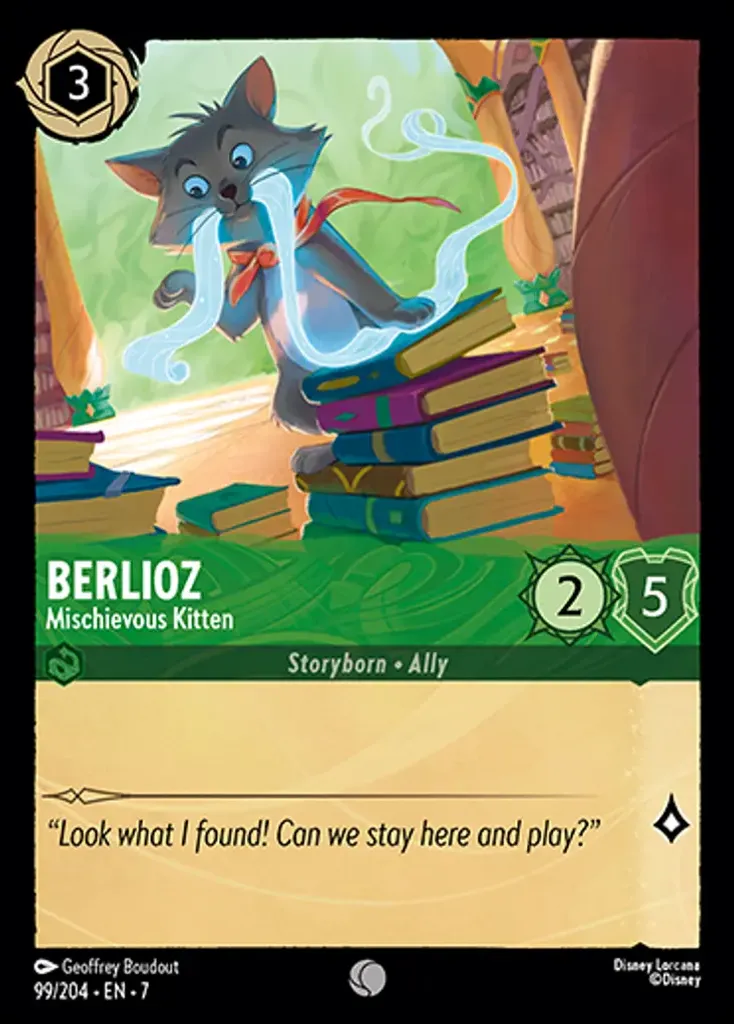 3
BERLIOZ
Mischievous Kitten
2
5
Storyborn • Ally
“Look what I found! Can we stay here and play?”
Geoffrey Boudout
99/204 • EN • 7
Disney Lorcana
©Disney